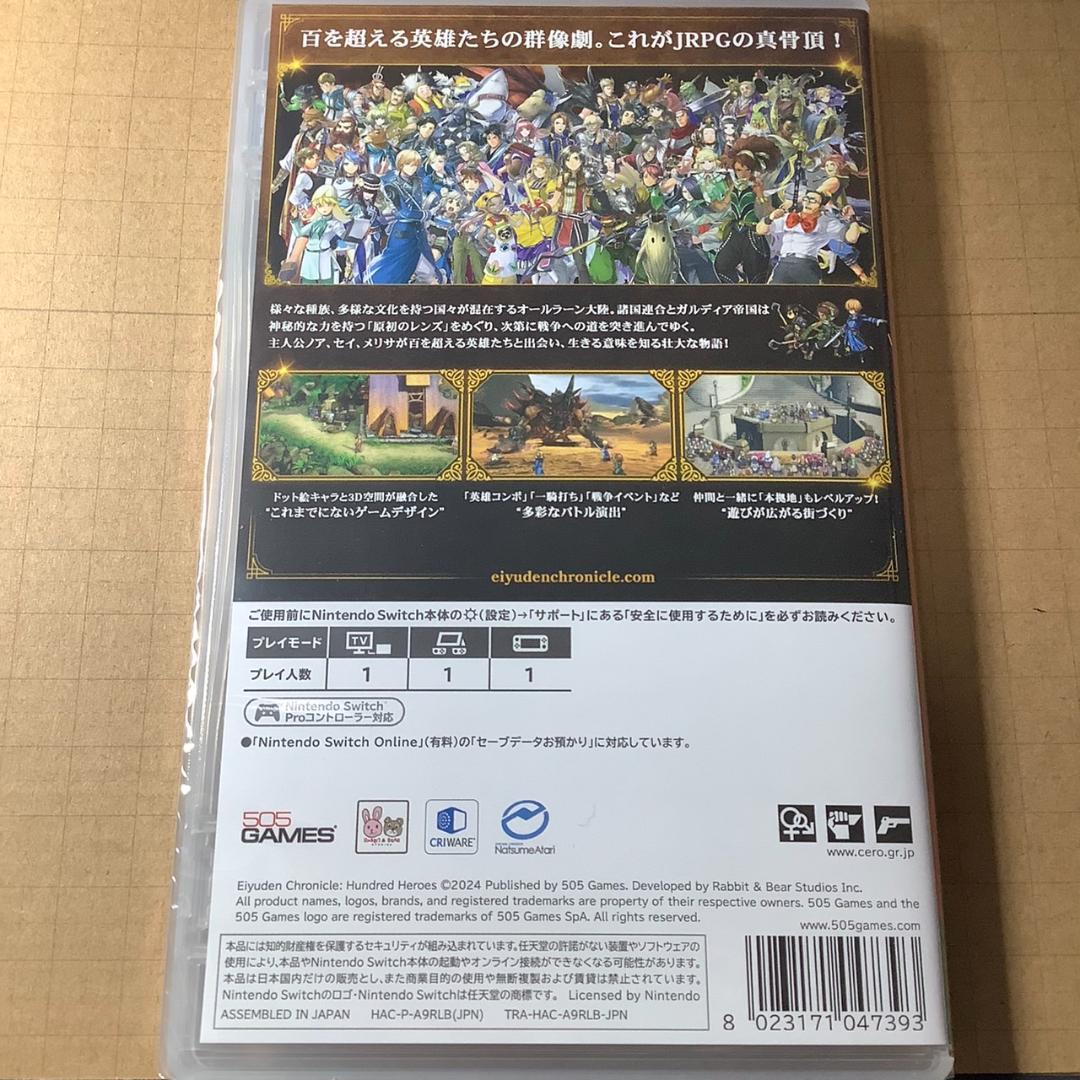 百を超える英雄たちの群像劇。これがJRPGの真骨頂！
様々な種族、多様な文化を持つ国々が混在するオールラーン大陸。諸国連合とガルディア帝国は
神秘的な力を持つ「原初のレンズ」をめぐり、次第に戦争への道を突き進んでゆく。
主人公ノア、セイ、メリサが百を超える英雄たちと出会い、生きる意味を知る壮大な物語！
ドット絵キャラと3D空間が融合した
“これまでにないゲームデザイン”
「英雄コンボ」「一騎打ち」「戦争イベント」など
“多彩なバトル演出”
仲間と一緒に「本拠地」もレベルアップ！
“遊びが広がる街づくり”
eiyudenchronicle.com
ご使用前にNintendo Switch本体の(設定)→「サポート」にある「安全に使用するために」を必ずお読みください。
プレイモード TV
プレイ人数 1 1 1
Nintendo Switch
Proコントローラー対応
●「Nintendo Switch Online」(有料)の「セーブデータお預かり」に対応しています。
505
GAMES
RABBIT & BEAR
STUDIOS
CRIWARE
NatsumeAtari
www.cero.gr.jp
Eiyuden Chronicle: Hundred Heroes ©2024 Published by 505 Games. Developed by Rabbit & Bear Studios Inc.
All product names, logos, brands, and registered trademarks are property of their respective owners. 505 Games and the
505 Games logo are registered trademarks of 505 Games SpA. All rights reserved.
www.505games.com
本品には知的財産権を保護するセキュリティが組み込まれています。任天堂の許諾がない装置やソフトウェアの
使用により、本品やNintendo Switch本体の起動やオンライン接続ができなくなる可能性があります。
本品は日本国内だけの販売とし、また商業目的の使用や無断複製および賃貸は禁止されています。
Nintendo Switchのロゴ・Nintendo Switchは任天堂の商標です。 Licensed by Nintendo
ASSEMBLED IN JAPAN HAC-P-A9RLB(JPN) TRA-HAC-A9RLB-JPN
8 023171 047393